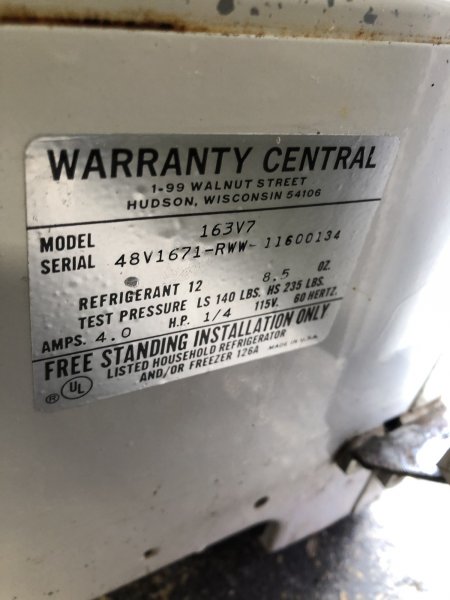 WARRANTY CENTRAL
1-99 WALNUT STREET
HUDSON, WISCONSIN 54106
MODEL 163V7
SERIAL 48V1671-RWW-11600134
REFRIGERANT 12 8.5 OZ.
TEST PRESSURE LS 140 LBS. HS 235 LBS.
AMPS. 4.0 H.P. 1/4 115V. 60 HERTZ.
FREE STANDING INSTALLATION ONLY
LISTED HOUSEHOLD REFRIGERATOR
AND/OR FREEZER 126A MADE IN U.S.A.
® UL